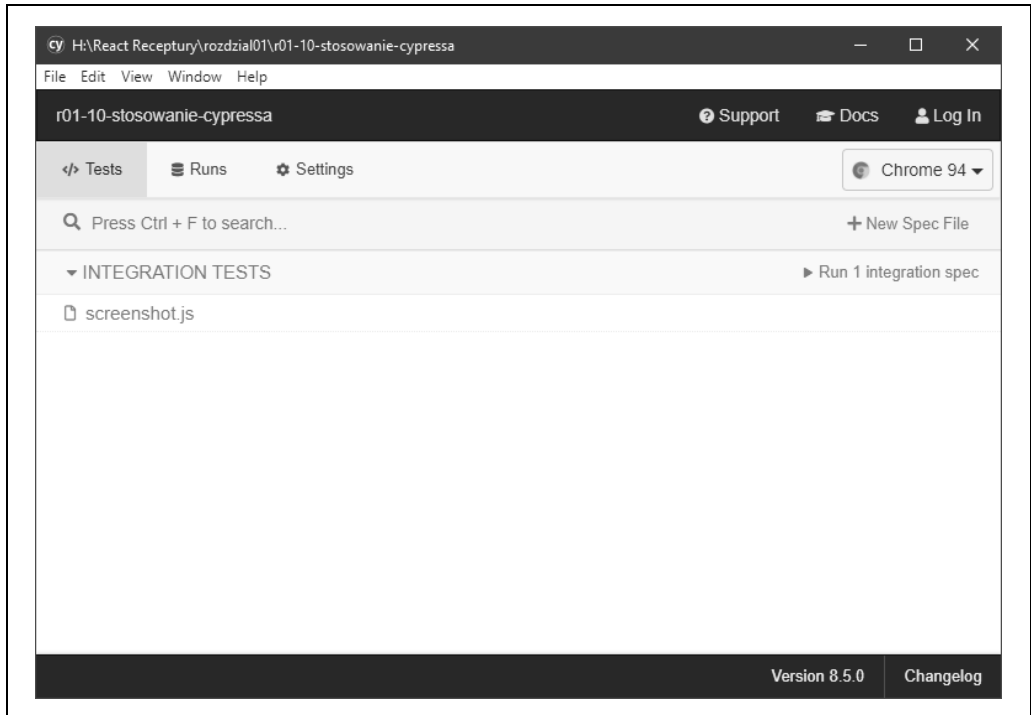 cy H:\React Receptury\rozdzial01\r01-10-stosowanie-cypressa
File Edit View Window Help
r01-10-stosowanie-cypressa Support Docs Log In
</> Tests Runs Settings Chrome 94
Press Ctrl + F to search... New Spec File
INTEGRATION TESTS Run 1 integration spec
screenshot.js
Version 8.5.0 Changelog